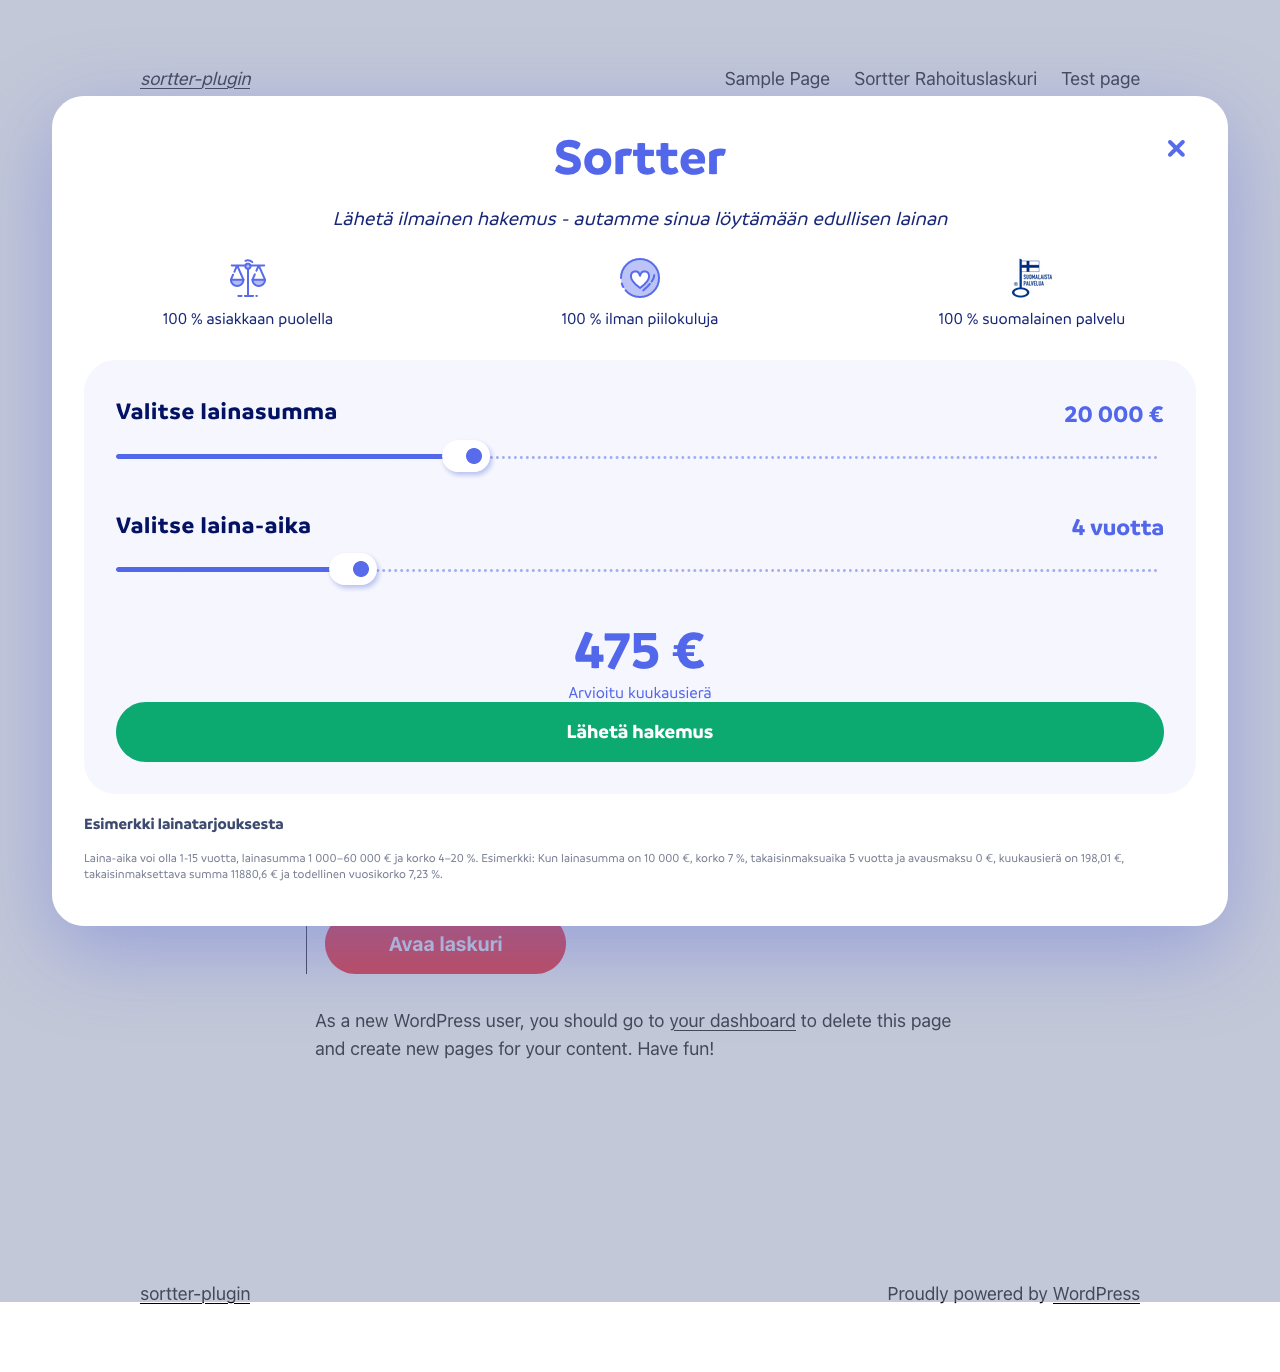 sortter-plugin
Sample Page Sortter Rahoituslaskuri Test page
Sortter
Lähetä ilmainen hakemus - autamme sinua löytämään edullisen lainan
SUOMALAISTA
PALVELUA
100 % asiakkaan puolella
100 % ilman piilokuluja
100 % suomalainen palvelu
Valitse lainasumma
20 000 €
Valitse laina-aika
4 vuotta
475 €
Arvioitu kuukausierä
Lähetä hakemus
Esimerkki lainatarjouksesta
Laina-aika voi olla 1-15 vuotta, lainasumma 1 000–60 000 € ja korko 4–20 %. Esimerkki: Kun lainasumma on 10 000 €, korko 7 %, takaisinmaksuaika 5 vuotta ja avausmaksu 0 €, kuukausierä on 198,01 €,
takaisinmaksettava summa 11880,6 € ja todellinen vuosikorko 7,23 %.
Avaa laskuri
As a new WordPress user, you should go to your dashboard to delete this page
and create new pages for your content. Have fun!
sortter-plugin
Proudly powered by WordPress